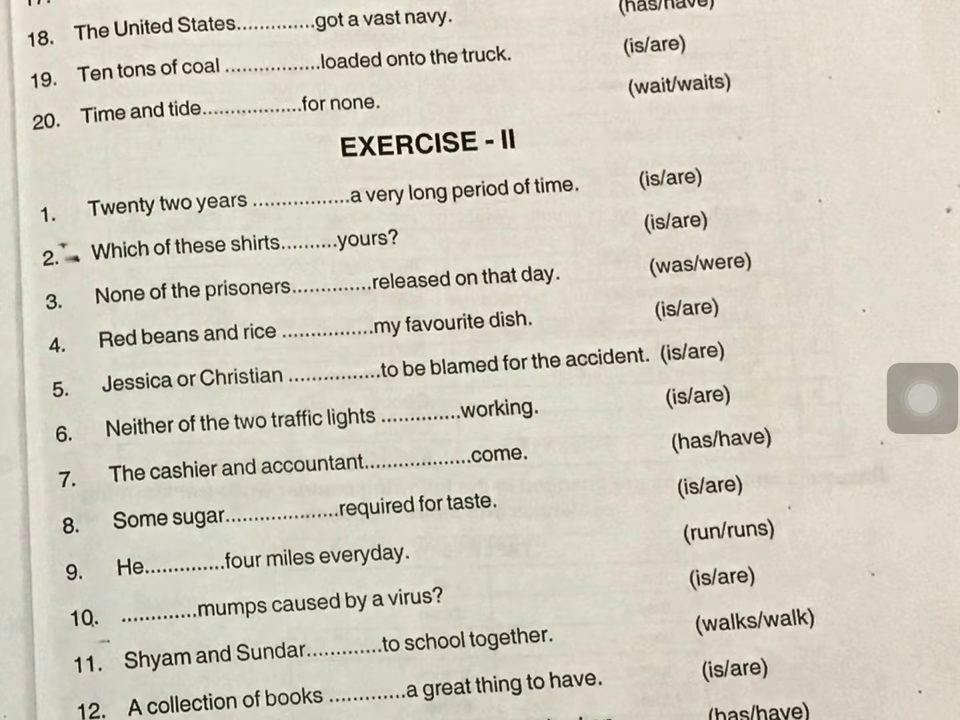 18. The United States..............got a vast navy. (has/have)
19. Ten tons of coal .................loaded onto the truck. (is/are)
20. Time and tide..................for none. (wait/waits)
EXERCISE - II
1. Twenty two years .................a very long period of time. (is/are)
2. Which of these shirts..........yours? (is/are)
3. None of the prisoners..............released on that day. (was/were)
4. Red beans and rice ................my favourite dish. (is/are)
5. Jessica or Christian ................to be blamed for the accident. (is/are)
6. Neither of the two traffic lights ..............working. (is/are)
7. The cashier and accountant...................come. (has/have)
8. Some sugar....................required for taste. (is/are)
9. He..............four miles everyday. (run/runs)
10. .............mumps caused by a virus? (is/are)
11. Shyam and Sundar.............to school together. (walks/walk)
12. A collection of books .............a great thing to have. (is/are)
(has/have)